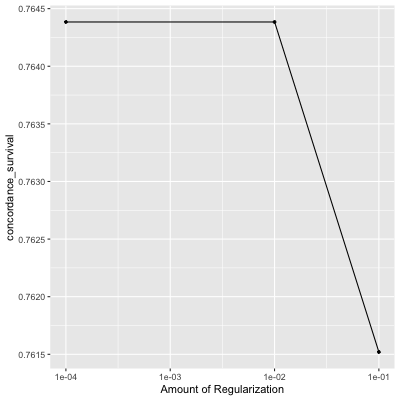 0.7645
0.7640
0.7635
0.7630
0.7625
0.7620
0.7615
concordance_survival
1e-04
1e-03
1e-02
1e-01
Amount of Regularization